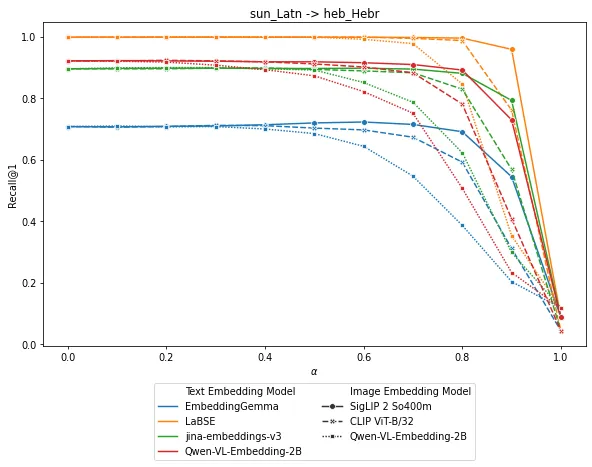 sun_Latn -> heb_Hebr
Recall@1
1.0
0.8
0.6
0.4
0.2
0.0
0.0 0.2 0.4 0.6 0.8 1.0
α
Text Embedding Model Image Embedding Model
EmbeddingGemma SigLIP 2 So400m
LaBSE CLIP ViT-B/32
jina-embeddings-v3 Qwen-VL-Embedding-2B
Qwen-VL-Embedding-2B